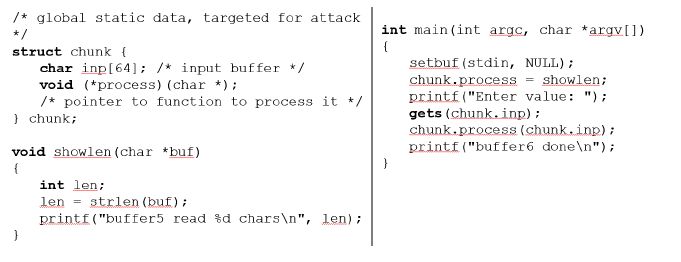 /* global static data, targeted for attack
*/
struct chunk {
char inp[64]; /* input buffer */
void (*process)(char *);
/* pointer to function to process it */
} chunk;
void showlen(char *buf)
{
int len;
len = strlen(buf);
printf("buffer5 read %d chars\n", len);
}
int main(int argc, char *argv[])
{
setbuf(stdin, NULL);
chunk.process = showlen;
printf("Enter value: ");
gets(chunk.inp);
chunk.process(chunk.inp);
printf("buffer6 done\n");
}